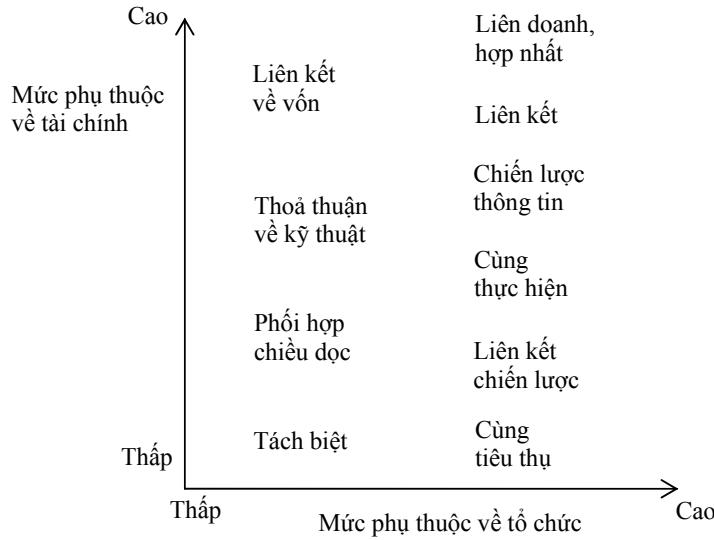 Cao
Mức phụ thuộc
về tài chính
Liên kết
về vốn
Liên doanh,
hợp nhất
Liên kết
Thoả thuận
về kỹ thuật
Chiến lược
thông tin
Cùng
thực hiện
Phối hợp
chiều dọc
Liên kết
chiến lược
Thấp
Tách biệt
Cùng
tiêu thụ
Thấp
Mức phụ thuộc về tổ chức
Cao